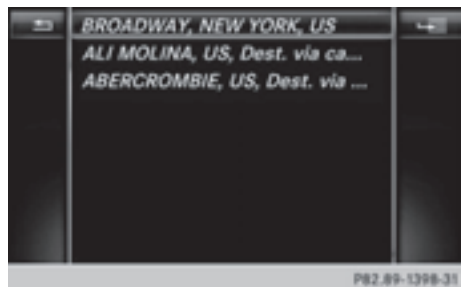 BROADWAY, NEW YORK, US
ALI MOLINA, US, Dest. via ca....
ABERCROMBIE, US, Dest. via ...
P82.89-1398-31